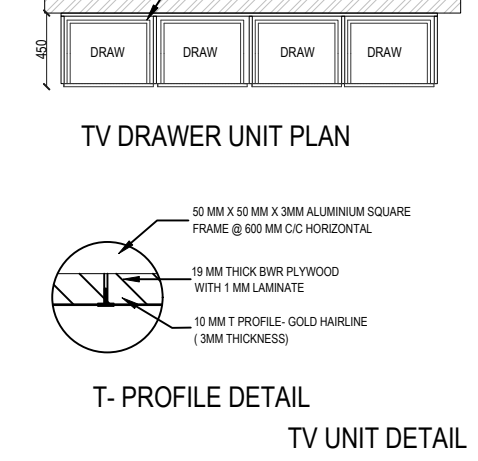 450
DRAW DRAW DRAW DRAW
TV DRAWER UNIT PLAN
50 MM X 50 MM X 3MM ALUMINIUM SQUARE
FRAME @ 600 MM C/C HORIZONTAL
19 MM THICK BWR PLYWOOD
WITH 1 MM LAMINATE
10 MM T PROFILE- GOLD HAIRLINE
( 3MM THICKNESS)
T- PROFILE DETAIL
TV UNIT DETAIL